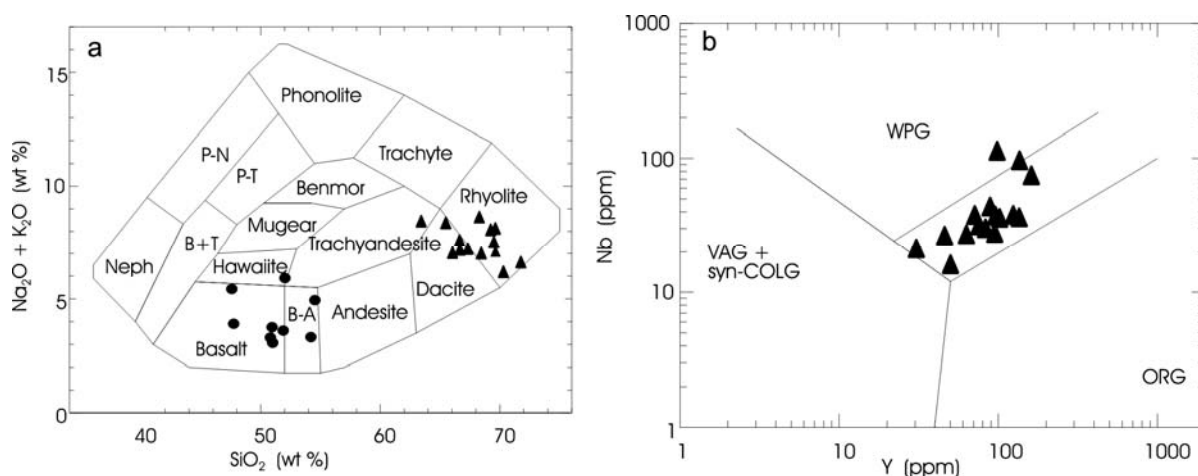 a
Na₂O + K₂O (wt %)
15
10
5
0
Phonolite
P-N
Trachyte
P-T
Benmor
Rhyolite
Mugear
B+T
Trachyandesite
Neph
Hawaiite
Dacite
B-A
Andesite
Basalt
40 50 60 70
SiO₂ (wt %)
b
Nb (ppm)
1000
100
10
1
WPG
VAG +
syn-COLG
ORG
1 10 100 1000
Y (ppm)